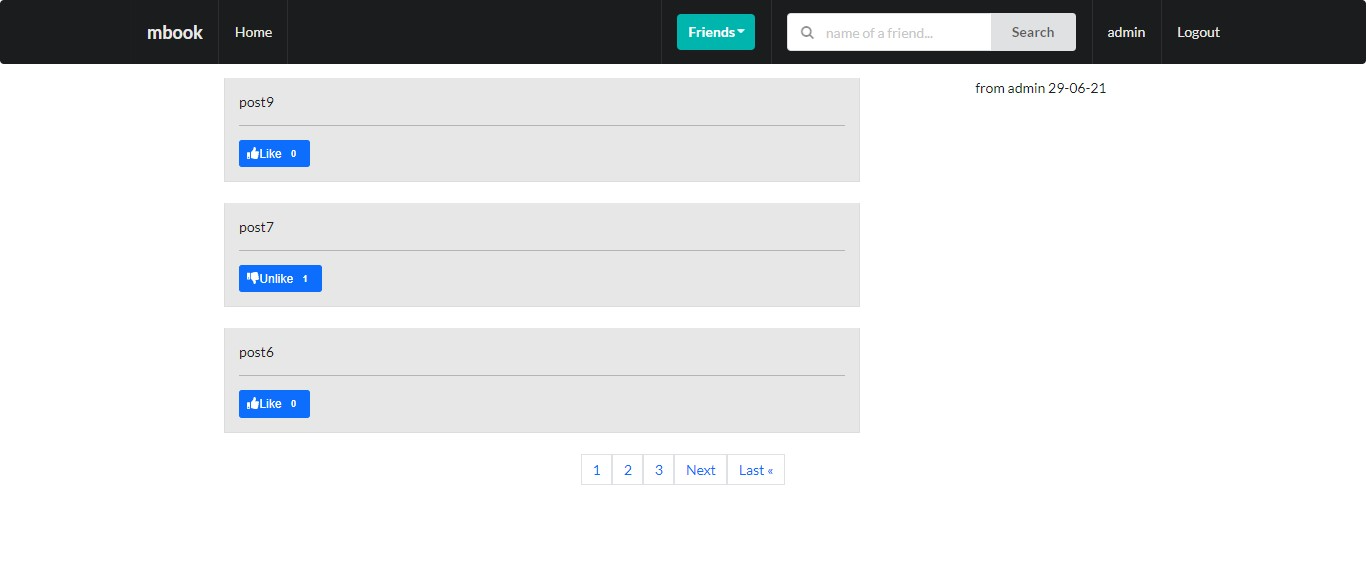 mbook Home Friends name of a friend... Search admin Logout
post9
Like 0
from admin 29-06-21
post7
Unlike 1
post6
Like 0
1 2 3 Next Last «